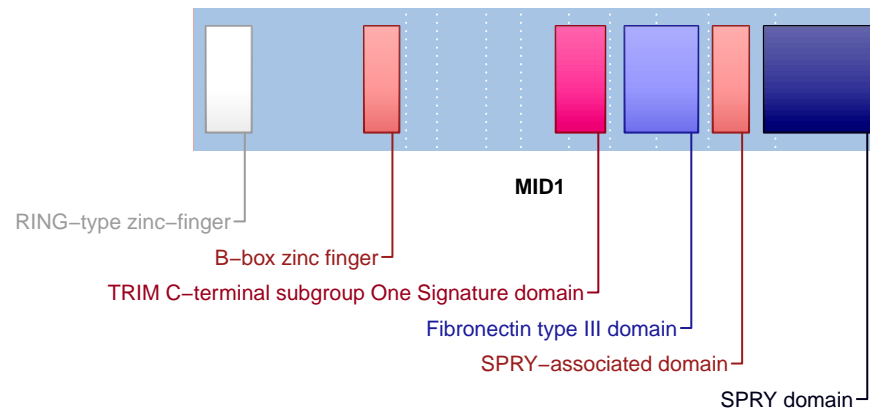 MID1
RING−type zinc−finger
B−box zinc finger
TRIM C−terminal subgroup One Signature domain
Fibronectin type III domain
SPRY−associated domain
SPRY domain